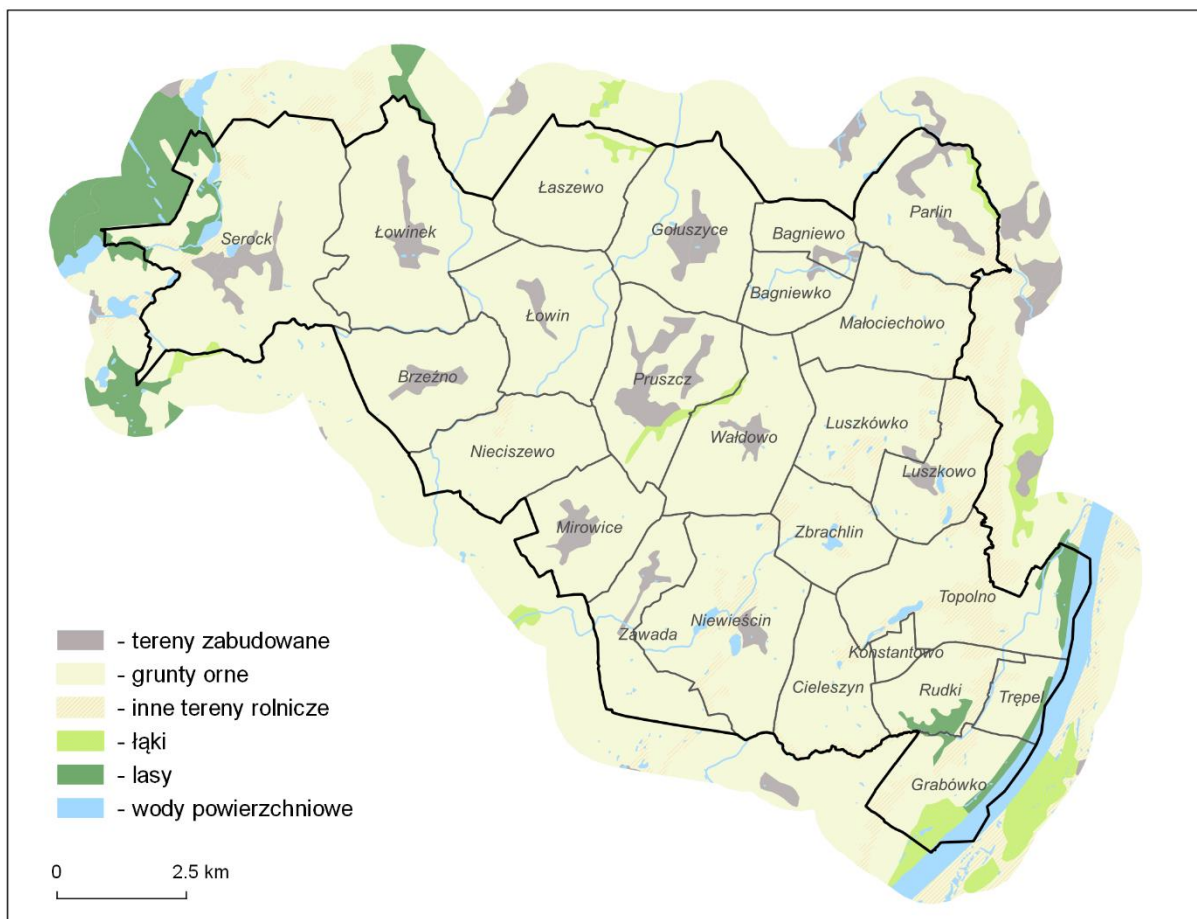 Parlin
Łaszewo
Łowinek
Serock
Gołuszyce
Bagniewo
Bagniewko
Łowin
Małociechowo
Brzeźno
Pruszcz
Luszkówko
Wałdowo
Nieciszewo
Luszkowo
Mirowice
Zbrachlin
Topolno
Niewieścin
Zawada
Konstantowo
Cieleszyn
Rudki
Trępel
Grabówko
- tereny zabudowane
- grunty orne
- inne tereny rolnicze
- łąki
- lasy
- wody powierzchniowe
0 2.5 km